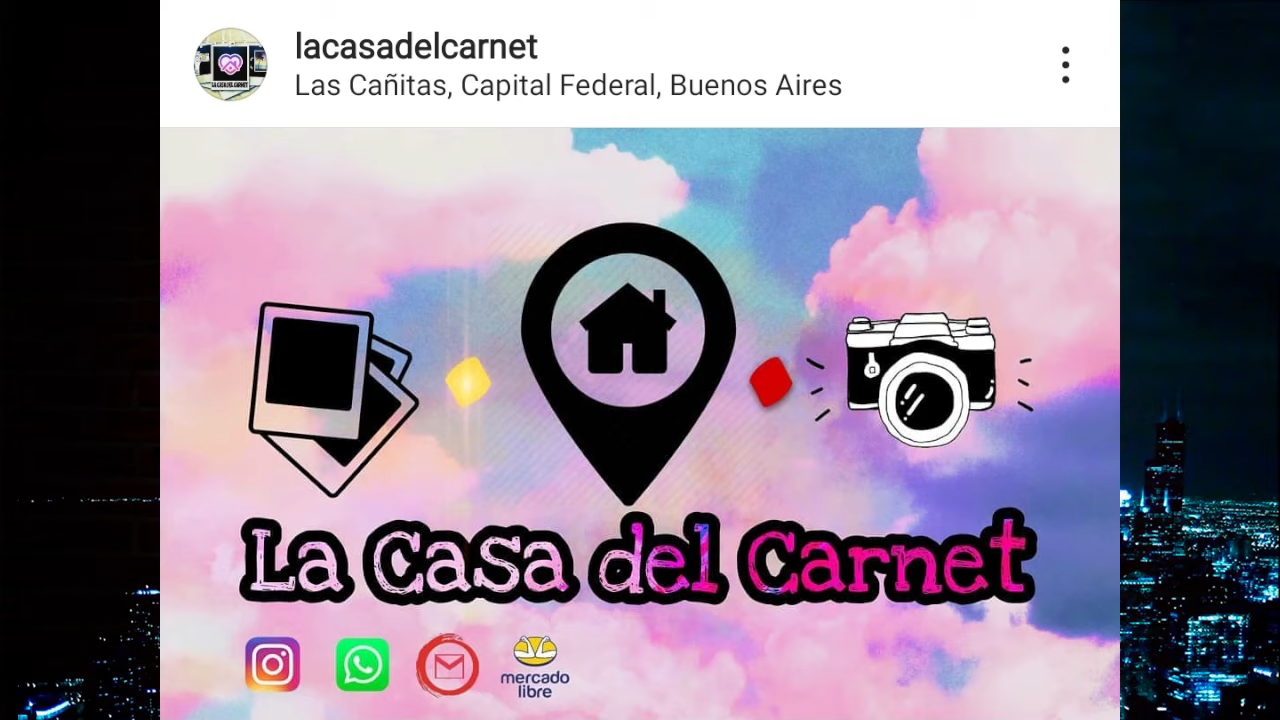 lacasadelcarnet
Las Cañitas, Capital Federal, Buenos Aires
La Casa del Carnet
mercado
libre